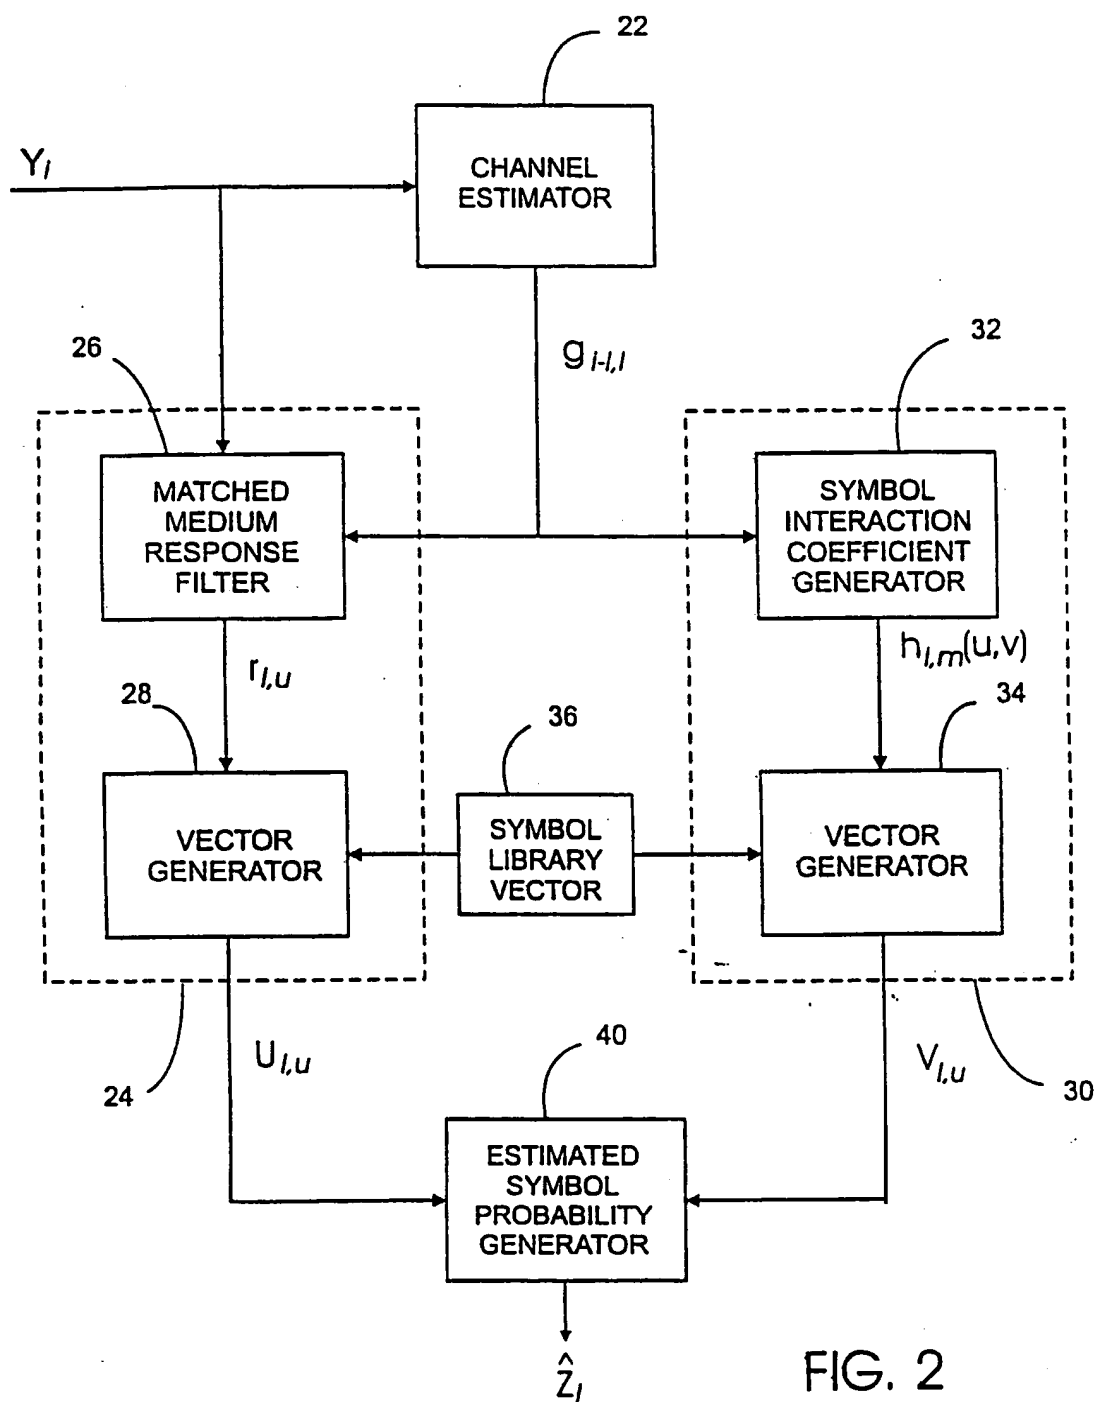 22
Y_l
CHANNEL
ESTIMATOR
26
g_{i-l,l}
32
MATCHED
MEDIUM
RESPONSE
FILTER
SYMBOL
INTERACTION
COEFFICIENT
GENERATOR
r_{l,u}
h_{l,m}(u,v)
28
36
34
VECTOR
GENERATOR
SYMBOL
LIBRARY
VECTOR
VECTOR
GENERATOR
U_{l,u}
40
V_{l,u}
24
30
ESTIMATED
SYMBOL
PROBABILITY
GENERATOR
ẑ_l
FIG. 2